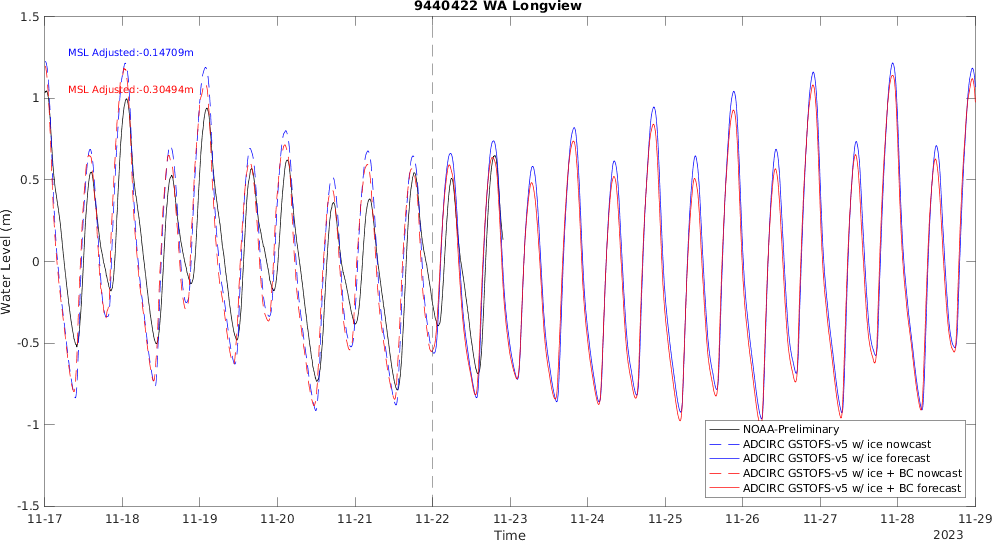 9440422 WA Longview
MSL Adjusted:-0.14709m
MSL Adjusted:-0.30494m
Water Level (m)
1.5
1
0.5
0
-0.5
-1
-1.5
NOAA-Preliminary
ADCIRC GSTOFS-v5 w/ ice nowcast
ADCIRC GSTOFS-v5 w/ ice forecast
ADCIRC GSTOFS-v5 w/ ice + BC nowcast
ADCIRC GSTOFS-v5 w/ ice + BC forecast
11-17 11-18 11-19 11-20 11-21 11-22 11-23 11-24 11-25 11-26 11-27 11-28 11-29
Time
2023